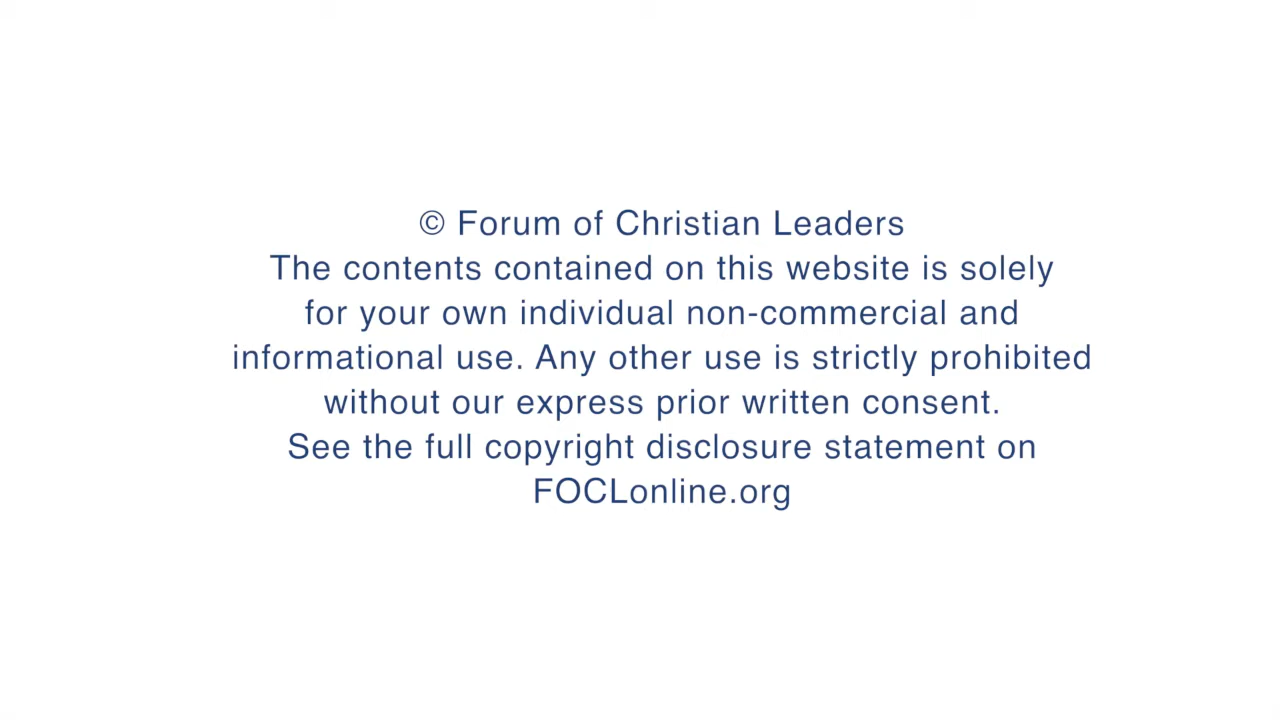 © Forum of Christian Leaders
The contents contained on this website is solely
for your own individual non-commercial and
informational use. Any other use is strictly prohibited
without our express prior written consent.
See the full copyright disclosure statement on
FOCLonline.org